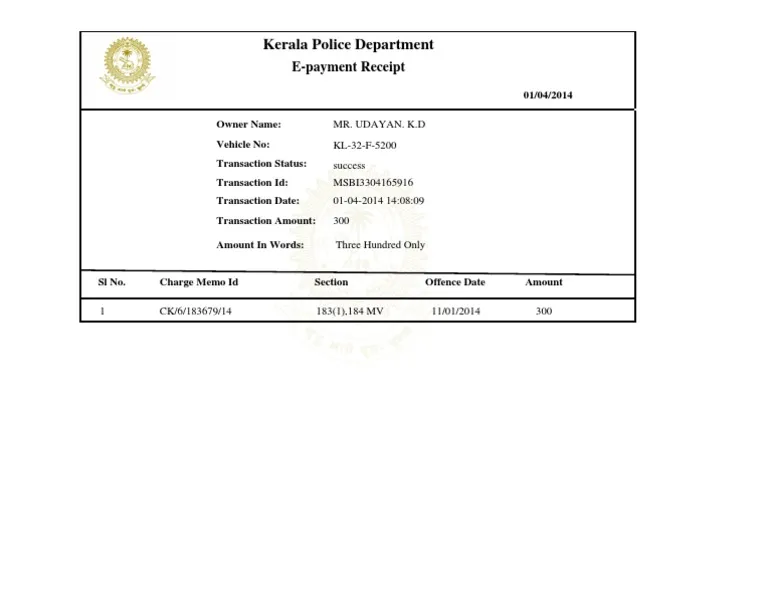 Kerala Police Department
E-payment Receipt
01/04/2014
Owner Name: MR. UDAYAN. K.D
Vehicle No: KL-32-F-5200
Transaction Status: success
Transaction Id: MSBI3304165916
Transaction Date: 01-04-2014 14:08:09
Transaction Amount: 300
Amount In Words: Three Hundred Only
Sl No. Charge Memo Id Section Offence Date Amount
1 CK/6/183679/14 183(1),184 MV 11/01/2014 300